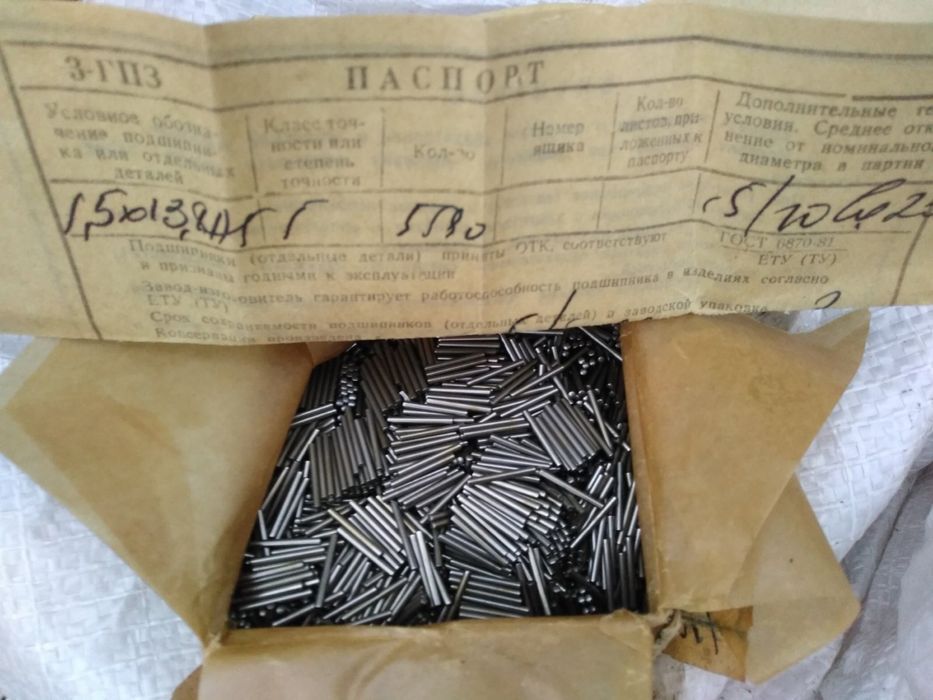 3-ГПЗ ПАСПОРТ
Условное обозна-
чение подшипни-
ка или отдельных
деталей
Класс точ-
ности или
степень
точности
Кол-во
Номер
ящика
Кол-во
листов, при-
ложенных к
паспорту
Дополнительные те
условия. Среднее отк
нение от номинально
диаметра в партии
1,5х13,8
ГОСТ 6870-81
ЕТУ (ТУ)
Подшипники (отдельные детали) приняты ОТК, соответствуют
и признаны годными к эксплуатации
Завод-изготовитель гарантирует работоспособность подшипника в изделиях согласно
ЕТУ (ТУ)
Срок сохраняемости подшипников (отдельных деталей) в заводской упаковке
Консервация произведена